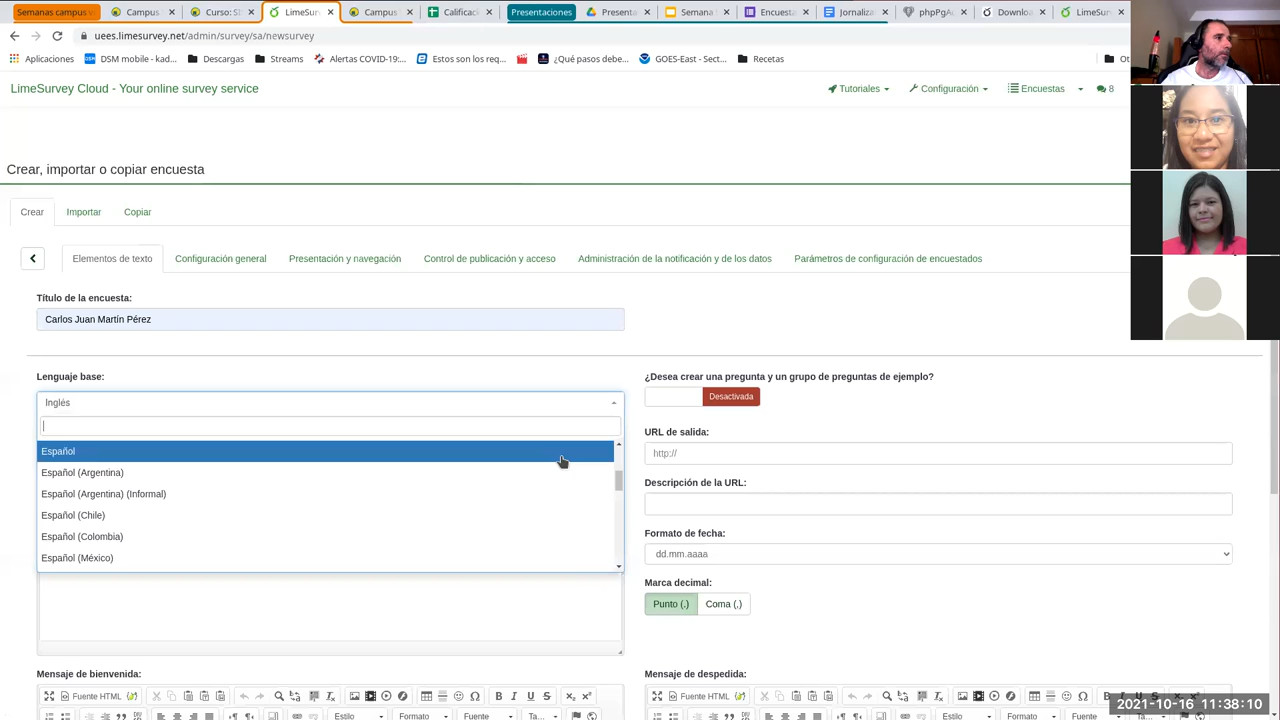 Semanas campus v
Campus
Curso: SI
LimeSurv
Campus
Calidad
Presentaciones
Presenta
Semana
Encuesta
Jornaliza
phpPgA
Downloa
LimeSurv
uees.limesurvey.net/admin/survey/sa/newsurvey
Aplicaciones
DSM mobile - kad...
Descargas
Streams
Alertas COVID-19:...
Estos son los req...
¿Qué pasos debe...
GOES-East - Sect...
Recetas
LimeSurvey Cloud - Your online survey service
Tutoriales
Configuración
Encuestas
8
Crear, importar o copiar encuesta
Crear
Importar
Copiar
Elementos de texto
Configuración general
Presentación y navegación
Control de publicación y acceso
Administración de la notificación y de los datos
Parámetros de configuración de encuestados
Título de la encuesta:
Carlos Juan Martín Pérez
Lenguaje base:
Inglés
Español
Español (Argentina)
Español (Argentina) (Informal)
Español (Chile)
Español (Colombia)
Español (México)
¿Desea crear una pregunta y un grupo de preguntas de ejemplo?
Desactivada
URL de salida:
http://
Descripción de la URL:
Formato de fecha:
dd.mm.aaaa
Marca decimal:
Punto (.)
Coma (,)
Mensaje de bienvenida:
Mensaje de despedida:
Fuente HTML
Fuente HTML
Estilo
Formato
Fuente
Ta...
Estilo
Formato
Fuente
Ta...
2021-10-16 11:38:10